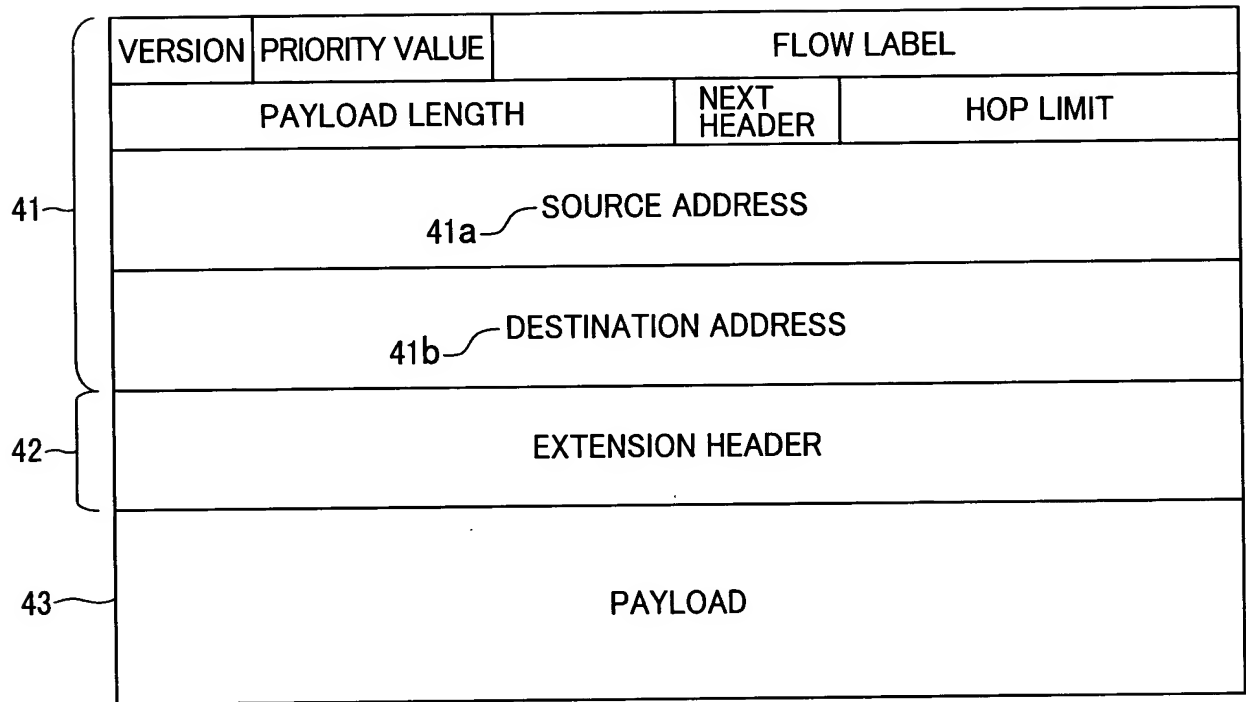 VERSION PRIORITY VALUE FLOW LABEL
PAYLOAD LENGTH NEXT HEADER HOP LIMIT
41 41a SOURCE ADDRESS
41b DESTINATION ADDRESS
42 EXTENSION HEADER
43 PAYLOAD